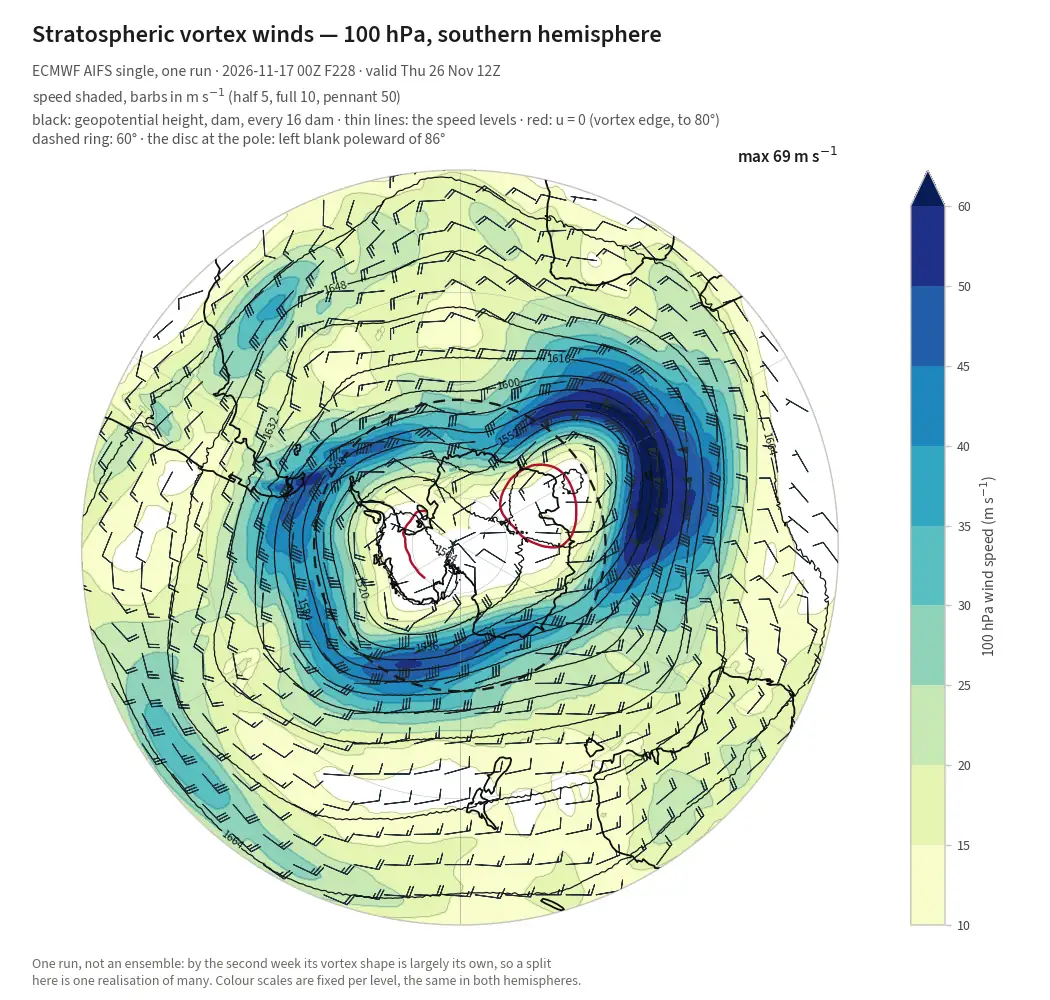 Stratospheric vortex winds — 100 hPa, southern hemisphere
ECMWF AIFS single, one run · 2026-11-17 00Z F228 · valid Thu 26 Nov 12Z
speed shaded, barbs in m s⁻¹ (half 5, full 10, pennant 50)
black: geopotential height, dam, every 16 dam · thin lines: the speed levels · red: u = 0 (vortex edge, to 80°)
dashed ring: 60° · the disc at the pole: left blank poleward of 86°
max 69 m s⁻¹
1648
1616
1600
1632
1552
1568
1664
1504
1520
1536
1664
60
50
45
40
35
30
25
20
15
10
100 hPa wind speed (m s⁻¹)
One run, not an ensemble: by the second week its vortex shape is largely its own, so a split
here is one realisation of many. Colour scales are fixed per level, the same in both hemispheres.